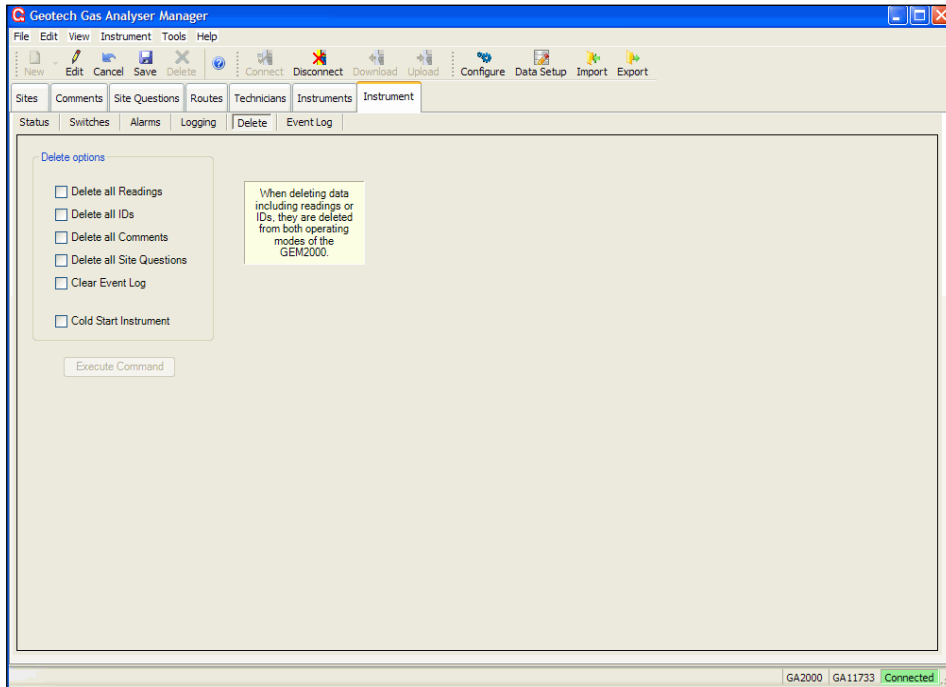 Geotech Gas Analyser Manager
File Edit View Instrument Tools Help
New Edit Cancel Save Delete Connect Disconnect Download Upload Configure Data Setup Import Export
Sites Comments Site Questions Routes Technicians Instruments Instrument
Status Switches Alarms Logging Delete Event Log
Delete options
Delete all Readings
Delete all IDs
Delete all Comments
Delete all Site Questions
Clear Event Log
Cold Start Instrument
Execute Command
When deleting data
including readings or
IDs, they are deleted
from both operating
modes of the
GEM2000.
GA2000 GA11733 Connected